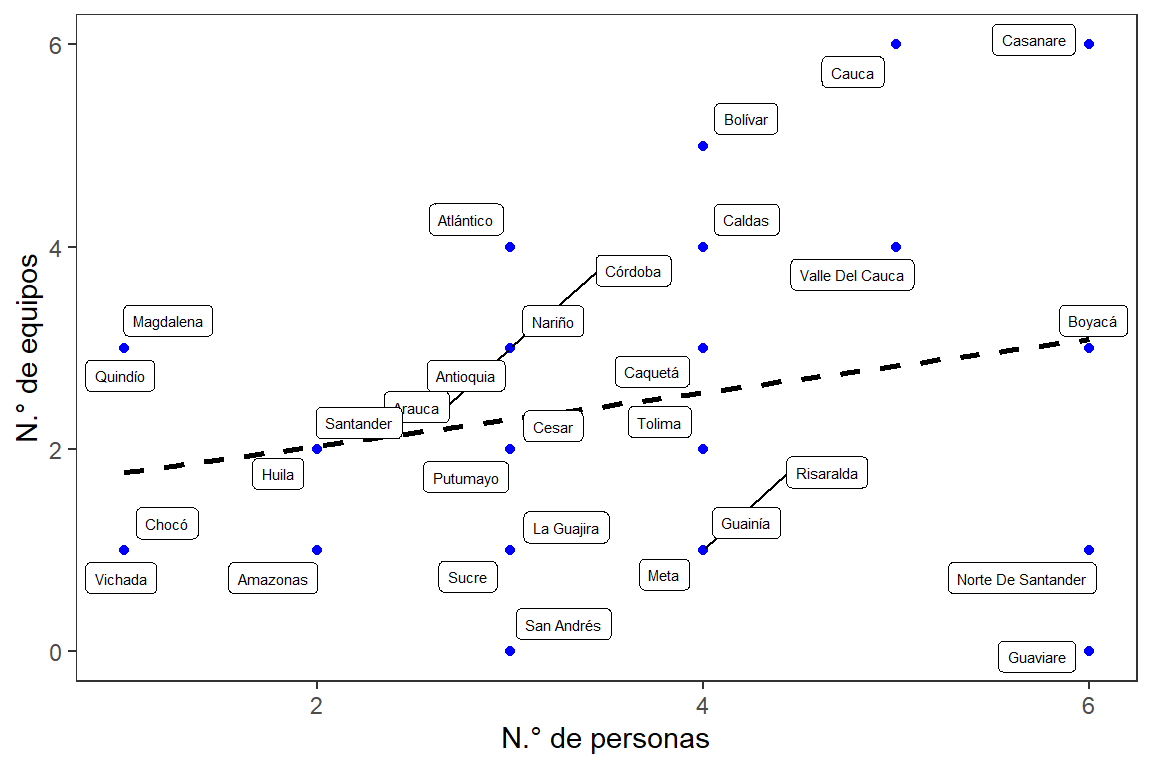 6
Casanare
Cauca
Bolívar
Atlántico
Caldas
4
Córdoba
Valle Del Cauca
Magdalena
Nariño
Boyacá
Quindío
Antioquia
Caquetá
Arauca
Santander
Cesar
Tolima
2
Huila
Putumayo
Risaralda
Chocó
La Guajira
Guainía
Vichada
Amazonas
Sucre
Meta
Norte De Santander
San Andrés
0
Guaviare
2
4
6
N.° de personas
N.° de equipos